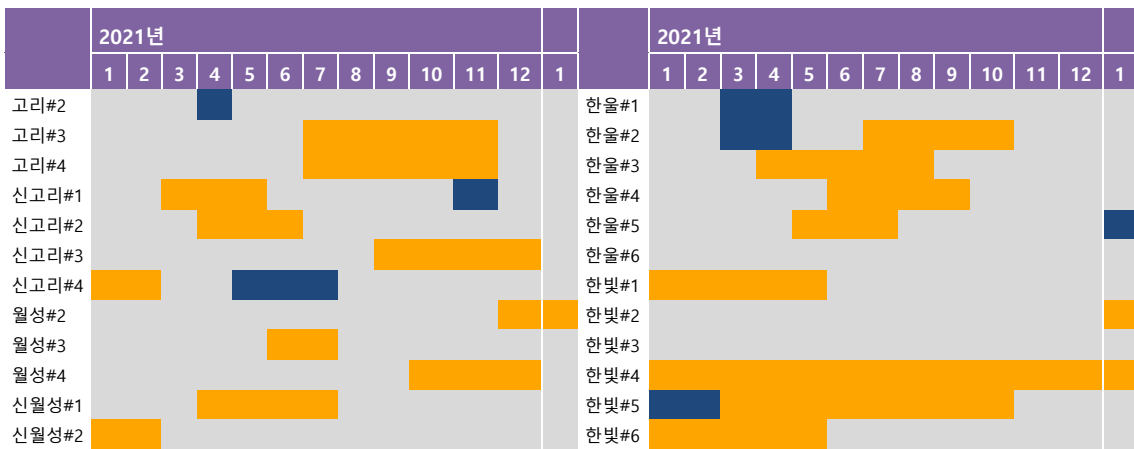 2021년 2021년
1 2 3 4 5 6 7 8 9 10 11 12 1 1 2 3 4 5 6 7 8 9 10 11 12 1
고리#2 한울#1
고리#3 한울#2
고리#4 한울#3
신고리#1 한울#4
신고리#2 한울#5
신고리#3 한울#6
신고리#4 한빛#1
월성#2 한빛#2
월성#3 한빛#3
월성#4 한빛#4
신월성#1 한빛#5
신월성#2 한빛#6